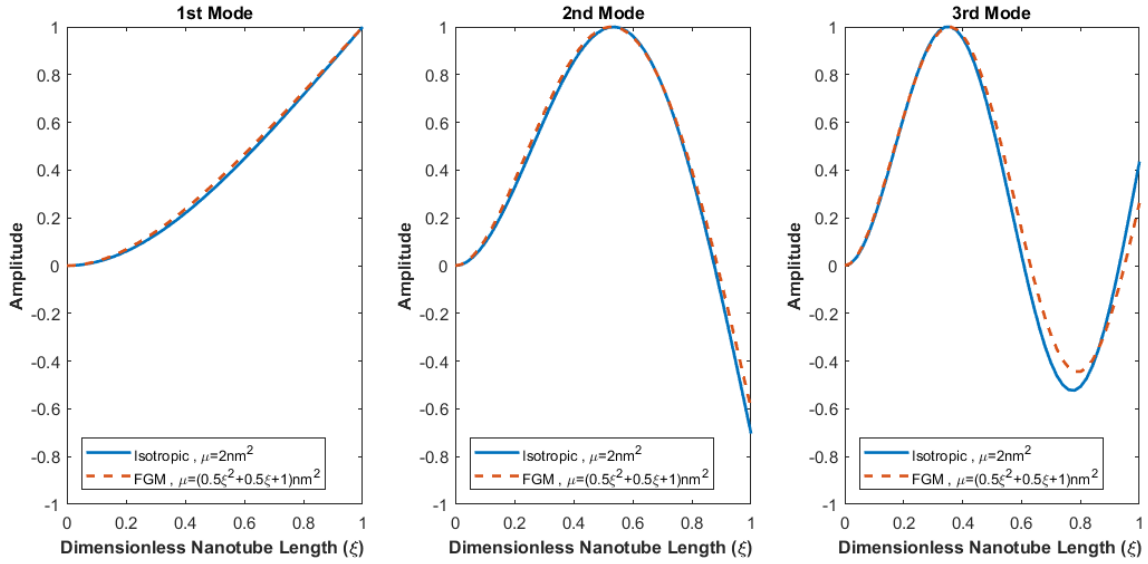 1st Mode
1
0.8
0.6
0.4
0.2
0
-0.2
-0.4
-0.6
-0.8
-1
Amplitude
Isotropic , μ=2nm²
FGM , μ=(0.5ξ²+0.5ξ+1)nm²
0 0.2 0.4 0.6 0.8 1
Dimensionless Nanotube Length (ξ)
2nd Mode
1
0.8
0.6
0.4
0.2
0
-0.2
-0.4
-0.6
-0.8
-1
Amplitude
Isotropic , μ=2nm²
FGM , μ=(0.5ξ²+0.5ξ+1)nm²
0 0.2 0.4 0.6 0.8 1
Dimensionless Nanotube Length (ξ)
3rd Mode
1
0.8
0.6
0.4
0.2
0
-0.2
-0.4
-0.6
-0.8
-1
Amplitude
Isotropic , μ=2nm²
FGM , μ=(0.5ξ²+0.5ξ+1)nm²
0 0.2 0.4 0.6 0.8 1
Dimensionless Nanotube Length (ξ)